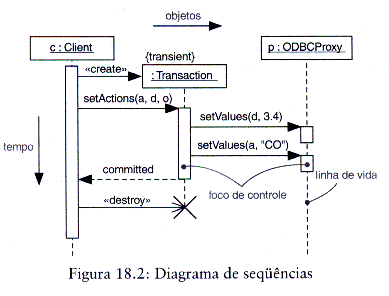 objetos
c : Client
{transient}
p : ODBCProxy
«create»
: Transaction
setActions(a, d, o)
setValues(d, 3.4)
tempo
setValues(a, "CO")
committed
foco de controle
linha de vida
«destroy»
Figura 18.2: Diagrama de seqüências